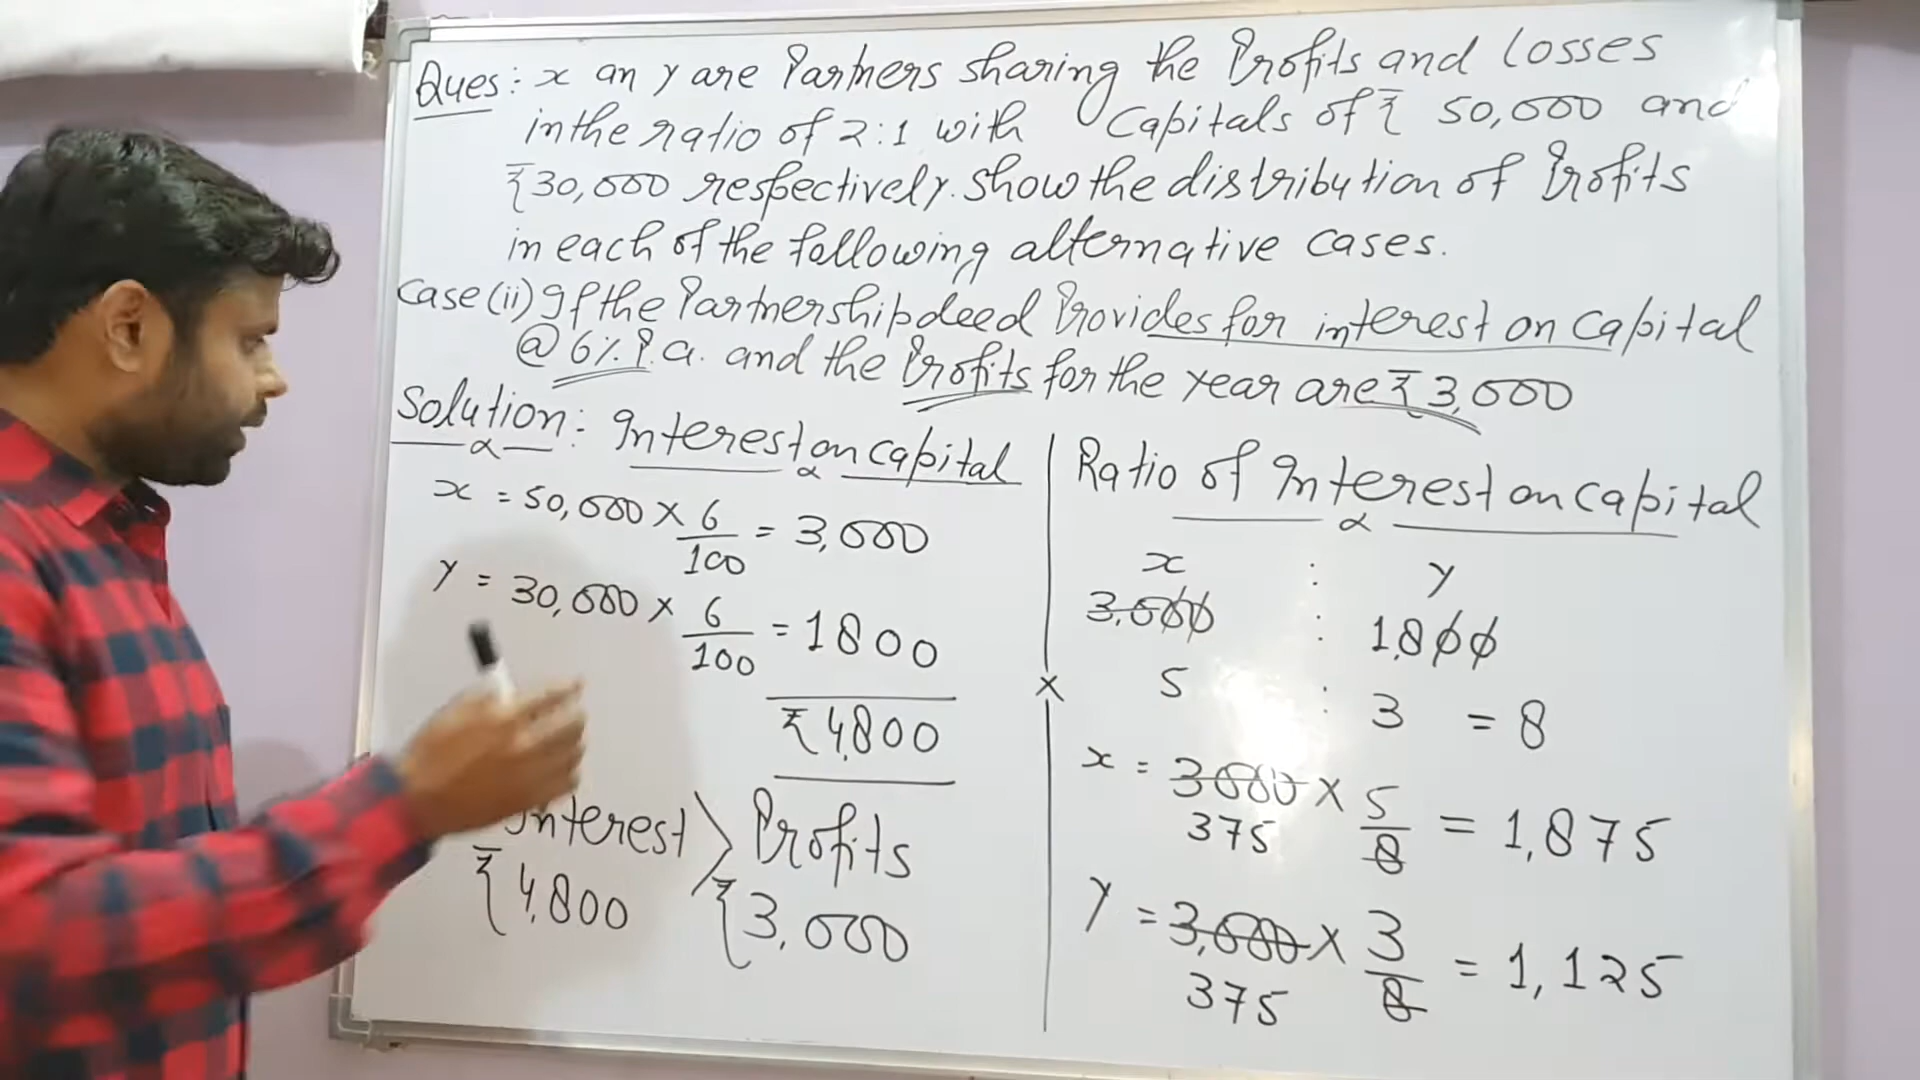 Ques: x an y are Partners sharing the Profits and Losses
in the ratio of 2:1 with Capitals of ₹ 50,000 and
₹30,000 respectively. Show the distribution of Profits
in each of the following alternative cases.
Case (ii) If the Partnership deed Provides for interest on capital
@ 6% P.a. and the Profits for the year are ₹ 3,000
Solution: Interest on capital
x = 50,000 × 6/100 = 3,000
y = 30,000 × 6/100 = 1800
₹ 4,800
Interest > Profits
₹ 4,800 ₹ 3,000
Ratio of Interest on capital
x : y
3,000 : 1,800
5 : 3 = 8
x = 3000 × 5/8 = 1,875
375
y = 3,000 × 3/8 = 1,125
375